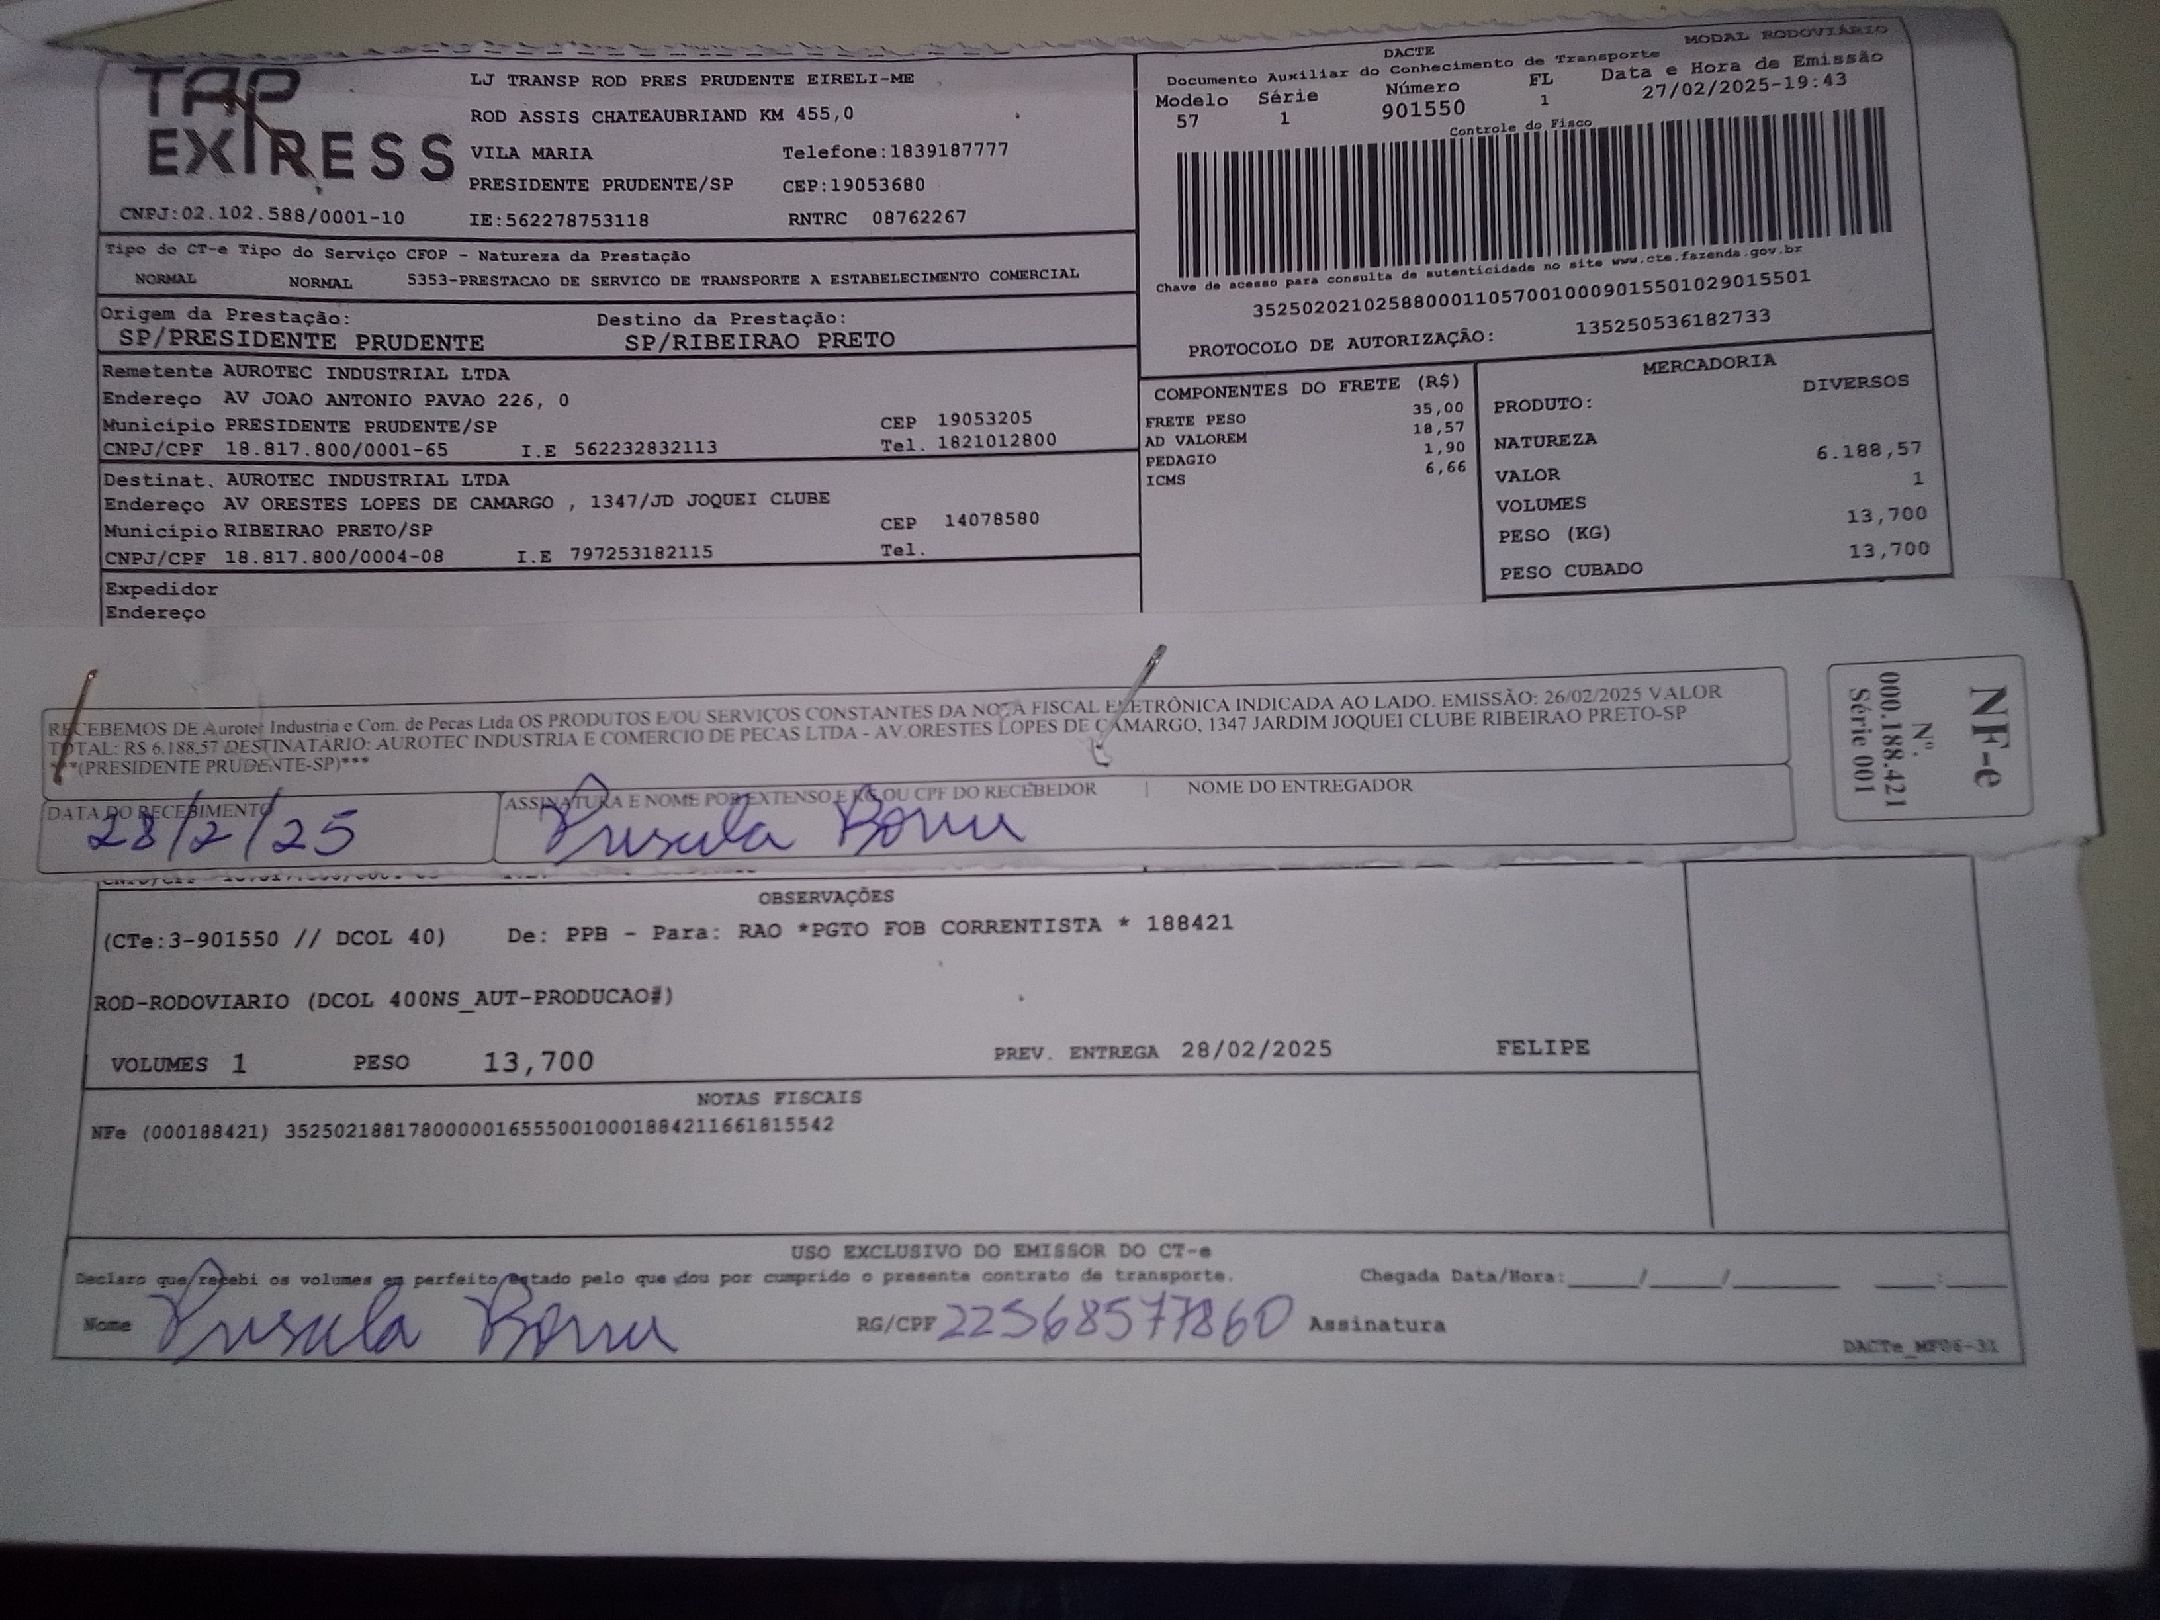 TAP
EXPRESS
LJ TRANSP ROD PRES PRUDENTE EIRELI-ME
ROD ASSIS CHATEAUBRIAND KM 455,0
VILA MARIA Telefone:1839187777
PRESIDENTE PRUDENTE/SP CEP:19053680
CNPJ:02.102.588/0001-10 IE:562278753118 RNTRC 08762267
DACTE MODAL RODOVIÁRIO
Documento Auxiliar do Conhecimento de Transporte
Modelo Série Número FL Data e Hora de Emissão
57 1 901550 1 27/02/2025-19:43
Controle do Fisco
Chave de acesso para consulta de autenticidade no site www.cte.fazenda.gov.br
35250202102588000110570010009015501029015501
PROTOCOLO DE AUTORIZAÇÃO: 135250536182733
Tipo do CT-e Tipo do Serviço CFOP - Natureza da Prestação
NORMAL NORMAL 5353-PRESTACAO DE SERVICO DE TRANSPORTE A ESTABELECIMENTO COMERCIAL
Origem da Prestação: Destino da Prestação:
SP/PRESIDENTE PRUDENTE SP/RIBEIRAO PRETO
Remetente AUROTEC INDUSTRIAL LTDA
Endereço AV JOAO ANTONIO PAVAO 226, 0
Município PRESIDENTE PRUDENTE/SP CEP 19053205
CNPJ/CPF 18.817.800/0001-65 I.E 562232832113 Tel. 1821012800
Destinat. AUROTEC INDUSTRIAL LTDA
Endereço AV ORESTES LOPES DE CAMARGO , 1347/JD JOQUEI CLUBE
Município RIBEIRAO PRETO/SP CEP 14078580
CNPJ/CPF 18.817.800/0004-08 I.E 797253182115 Tel.
Expedidor
Endereço
COMPONENTES DO FRETE (R$)
FRETE PESO 35,00
AD VALOREM 18,57
PEDAGIO 1,90
ICMS 6,66
MERCADORIA
PRODUTO: DIVERSOS
NATUREZA
VALOR 6.188,57
VOLUMES 1
PESO (KG) 13,700
PESO CUBADO 13,700
RECEBEMOS DE Aurotec Industria e Com. de Pecas Ltda OS PRODUTOS E/OU SERVIÇOS CONSTANTES DA NOTA FISCAL ELETRÔNICA INDICADA AO LADO. EMISSÃO: 26/02/2025 VALOR
TOTAL: R$ 6.188,57 DESTINATÁRIO: AUROTEC INDUSTRIA E COMERCIO DE PECAS LTDA - AV.ORESTES LOPES DE CAMARGO, 1347 JARDIM JOQUEI CLUBE RIBEIRAO PRETO-SP
***(PRESIDENTE PRUDENTE-SP)***
DATA DO RECEBIMENTO ASSINATURA E NOME POR EXTENSO E RG OU CPF DO RECEBEDOR NOME DO ENTREGADOR
28/2/25
NF-e
Nº.
000.188.421
Série 001
OBSERVAÇÕES
(CTe:3-901550 // DCOL 40) De: PPB - Para: RAO *PGTO FOB CORRENTISTA * 188421
ROD-RODOVIARIO (DCOL 400NS_AUT-PRODUCAO#)
VOLUMES 1 PESO 13,700 PREV. ENTREGA 28/02/2025 FELIPE
NOTAS FISCAIS
NFe (000188421) 35250218817800000165550010001884211661815542
USO EXCLUSIVO DO EMISSOR DO CT-e
Declaro que recebi os volumes em perfeito estado pelo que dou por cumprido o presente contrato de transporte. Chegada Data/Hora:_____/_____/_______ ____:____
Nome RG/CPF 22568577860 Assinatura
DACTe_MF06-31